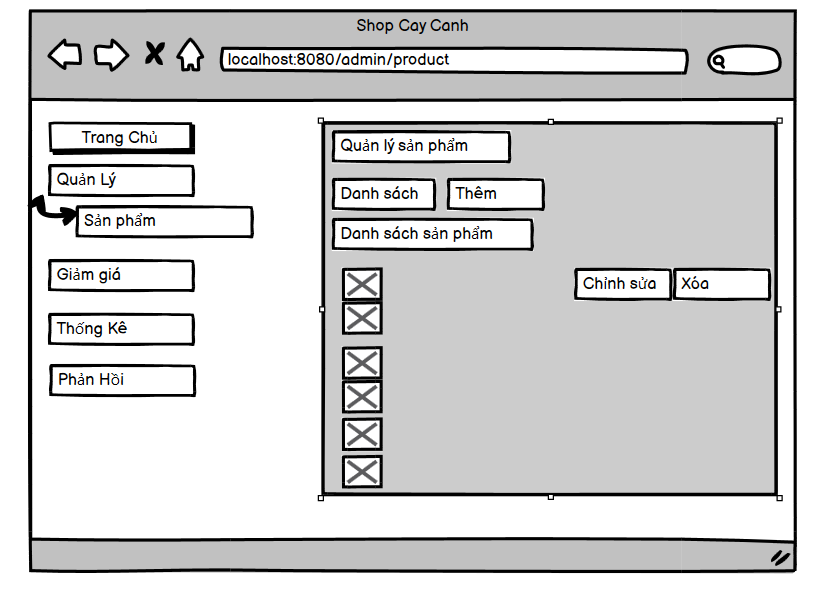 Shop Cay Canh
localhost:8080/admin/product
Trang Chủ
Quản Lý
Sản phẩm
Giảm giá
Thống Kê
Phản Hồi
Quản lý sản phẩm
Danh sách
Thêm
Danh sách sản phẩm
Chỉnh sửa
Xóa